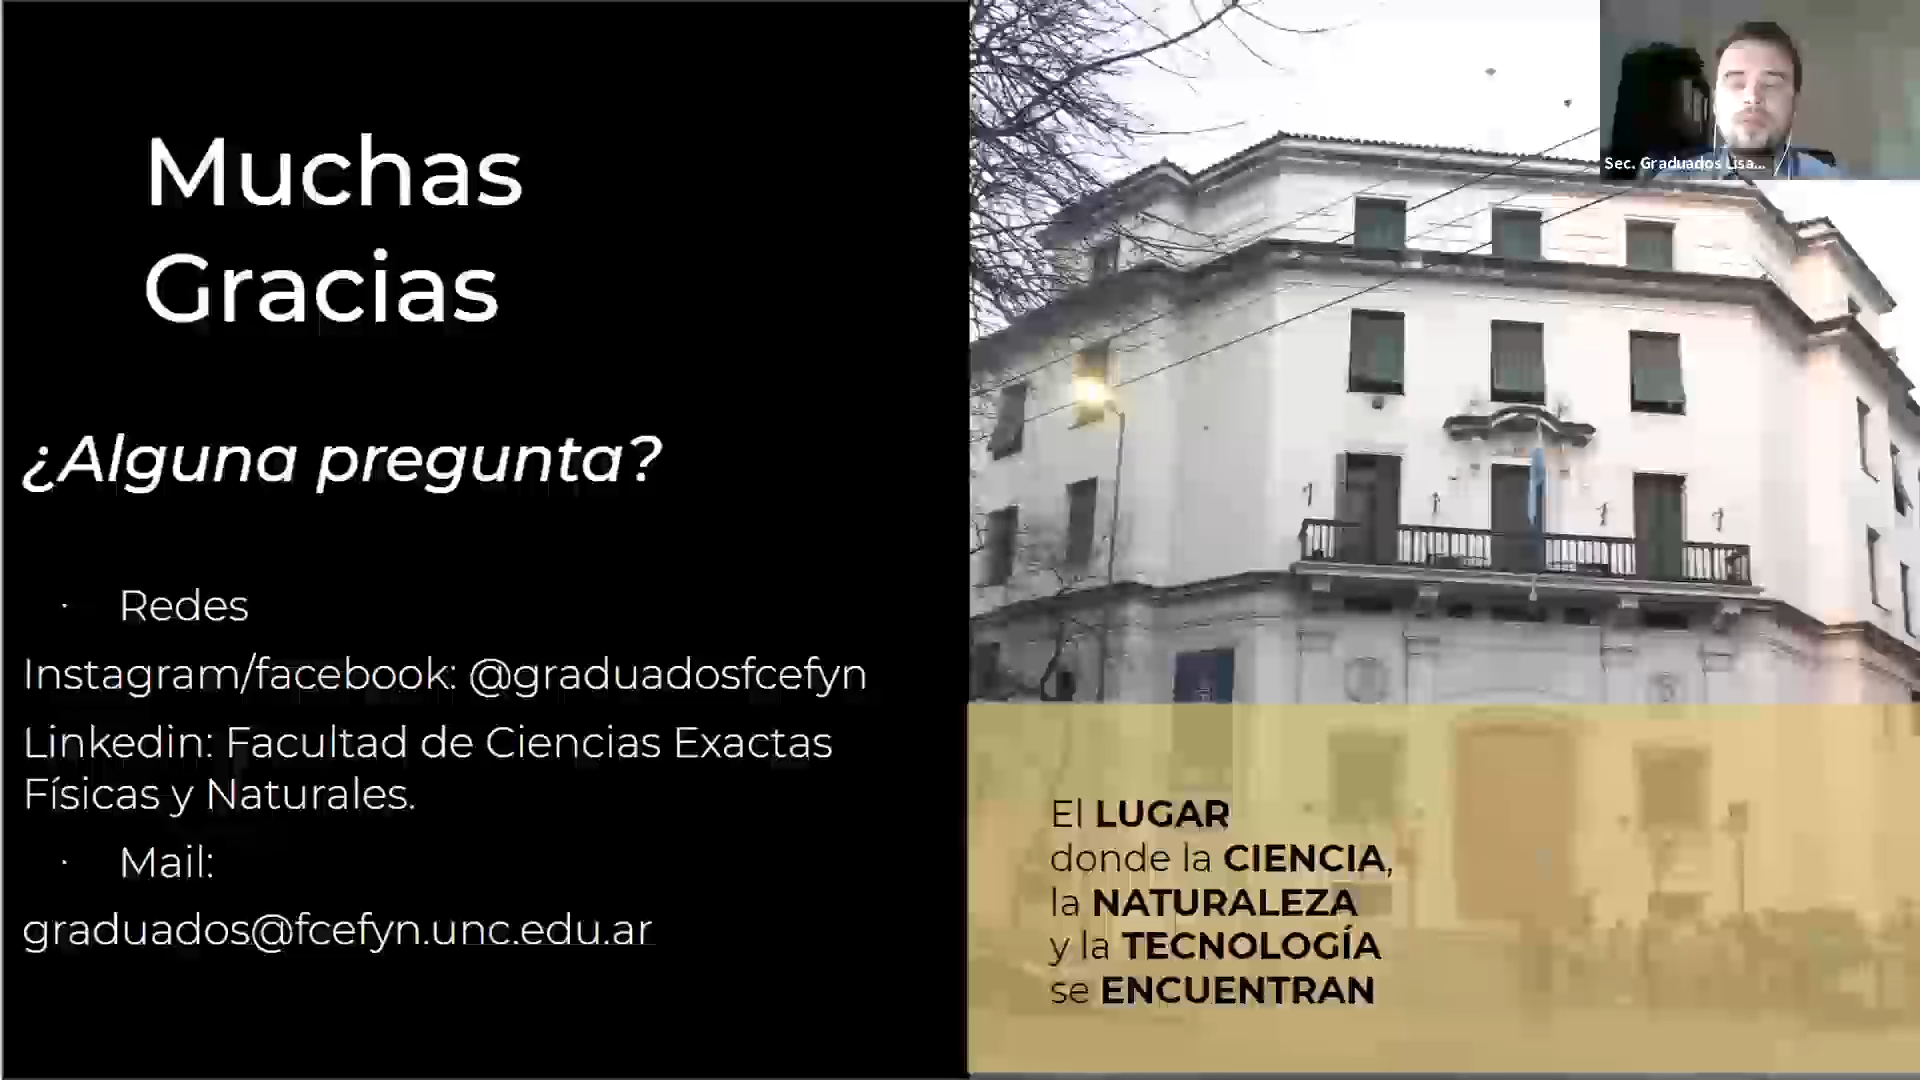 Muchas
Gracias
¿Alguna pregunta?
· Redes
Instagram/facebook: @graduadosfcefyn
Linkedin: Facultad de Ciencias Exactas
Físicas y Naturales.
· Mail:
graduados@fcefyn.unc.edu.ar
Sec. Graduados Lisa...
El LUGAR
donde la CIENCIA,
la NATURALEZA
y la TECNOLOGÍA
se ENCUENTRAN